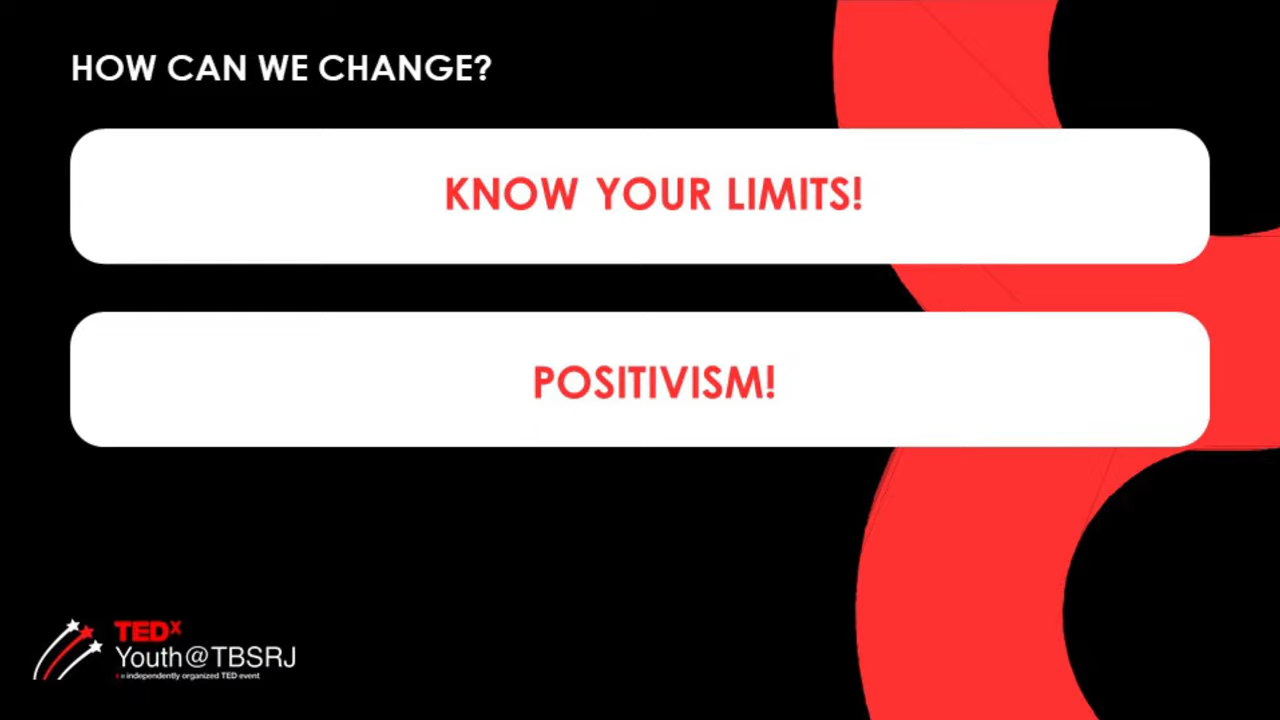 HOW CAN WE CHANGE?
KNOW YOUR LIMITS!
POSITIVISM!
TEDx
Youth@TBSRJ
x = independently organized TED event